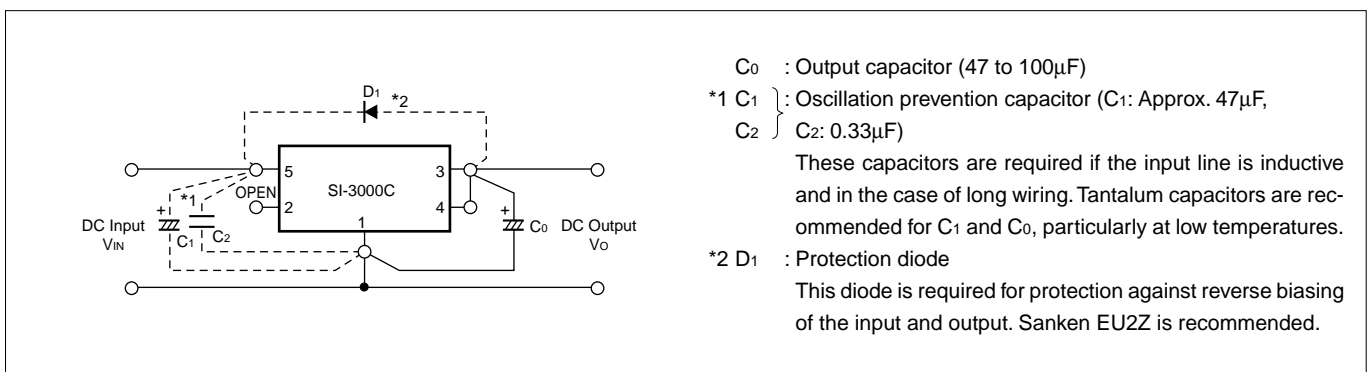 D1
*2
5
3
OPEN
SI-3000C
*1
2
4
1
DC Input
VIN
+
C1
C2
+
C0
DC Output
VO
C0 : Output capacitor (47 to 100μF)
*1 C1 : Oscillation prevention capacitor (C1: Approx. 47μF,
C2 C2: 0.33μF)
These capacitors are required if the input line is inductive
and in the case of long wiring. Tantalum capacitors are rec-
ommended for C1 and C0, particularly at low temperatures.
*2 D1 : Protection diode
This diode is required for protection against reverse biasing
of the input and output. Sanken EU2Z is recommended.